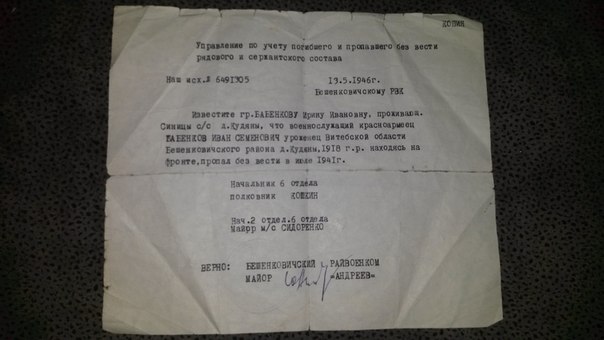 КОПИЯ
Управление по учету погибшего и пропавшего без вести
рядового и сержантского состава
Наш исх.№ 6491305
13.5.1946г.
Бешенковичскому РВК
Известите гр.БАБЕНКОВУ Ирину Ивановну, проживающ.
Синицы с/с д.Кудяны, что военнослужащий красноармеец
БАБЕНКОВ ИВАН СЕМЕНОВИЧ уроженец Витебской области
Бешенковичского района д.Кудяны,1918 г.р. находясь на
фронте,пропал без вести в июле 1941г.
Начальник 6 отдела
полковник КОШКИН
Нач.2 отдел.6 отдела
Майор м/с СИДОРЕНКО
ВЕРНО: БЕШЕНКОВИЧСКИЙ РАЙВОЕНКОМ
МАЙОР =АНДРЕЕВ=